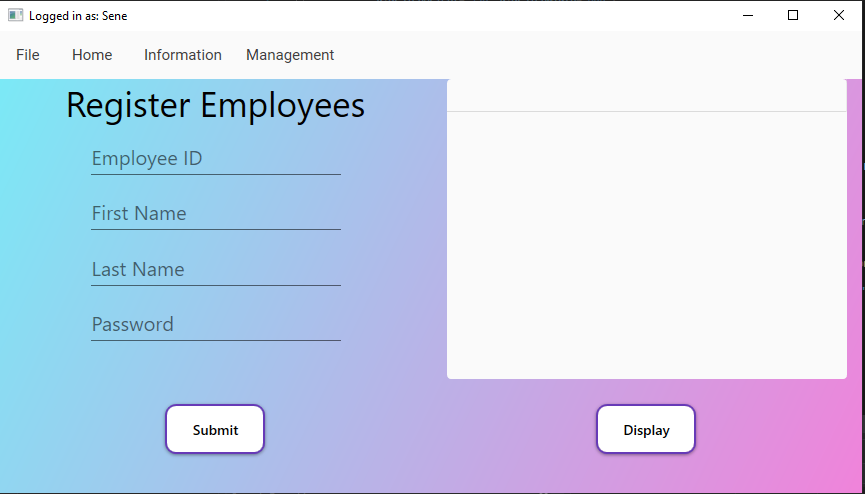 Logged in as: Sene
File Home Information Management
Register Employees
Employee ID
First Name
Last Name
Password
Submit
Display